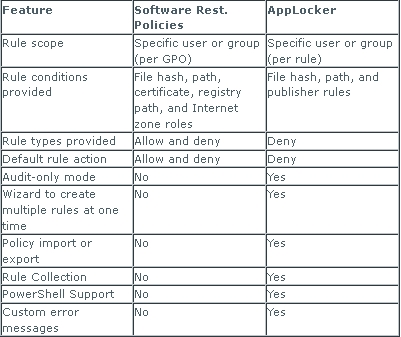 Feature Software Rest. Policies AppLocker
Rule scope Specific user or group (per GPO) Specific user or group (per rule)
Rule conditions provided File hash, path, certificate, registry path, and Internet zone roles File hash, path, and publisher rules
Rule types provided Allow and deny Deny
Default rule action Allow and deny Deny
Audit-only mode No Yes
Wizard to create multiple rules at one time No Yes
Policy import or export No Yes
Rule Collection No Yes
PowerShell Support No Yes
Custom error messages No Yes